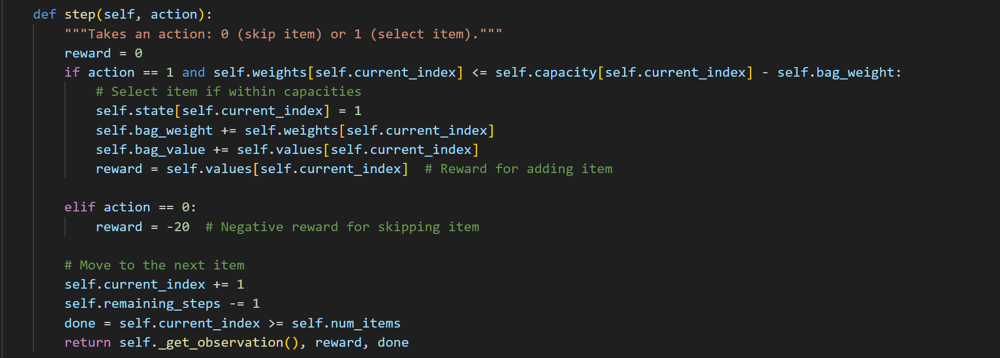 def step(self, action):
    """Takes an action: 0 (skip item) or 1 (select item)."""
    reward = 0
    if action == 1 and self.weights[self.current_index] <= self.capacity[self.current_index] - self.bag_weight:
        # Select item if within capacities
        self.state[self.current_index] = 1
        self.bag_weight += self.weights[self.current_index]
        self.bag_value += self.values[self.current_index]
        reward = self.values[self.current_index]  # Reward for adding item
    elif action == 0:
        reward = -20  # Negative reward for skipping item
    # Move to the next item
    self.current_index += 1
    self.remaining_steps -= 1
    done = self.current_index >= self.num_items
    return self._get_observation(), reward, done